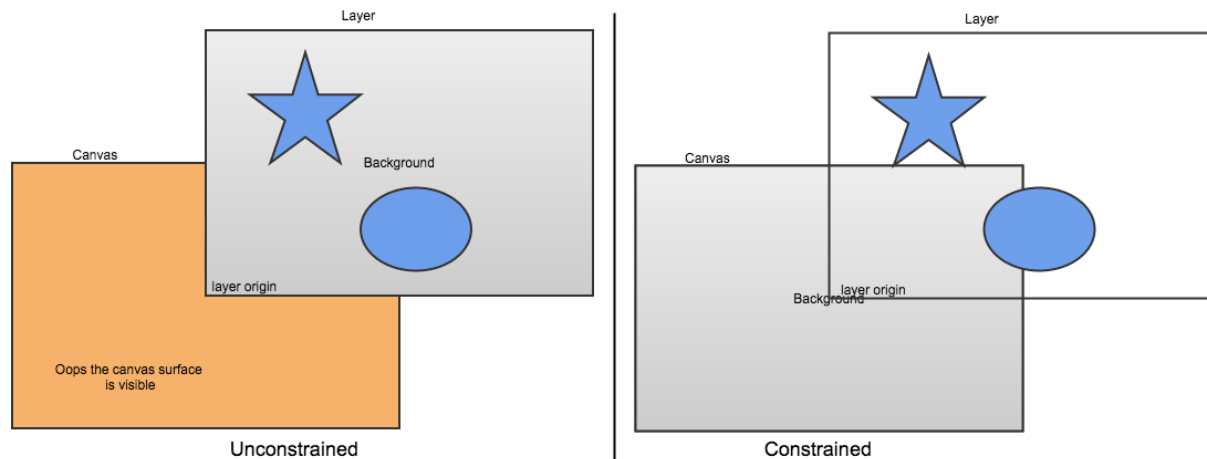 Layer
Canvas
Background
layer origin
Oops the canvas surface
is visible
Unconstrained
Layer
Canvas
layer origin
Background
Constrained